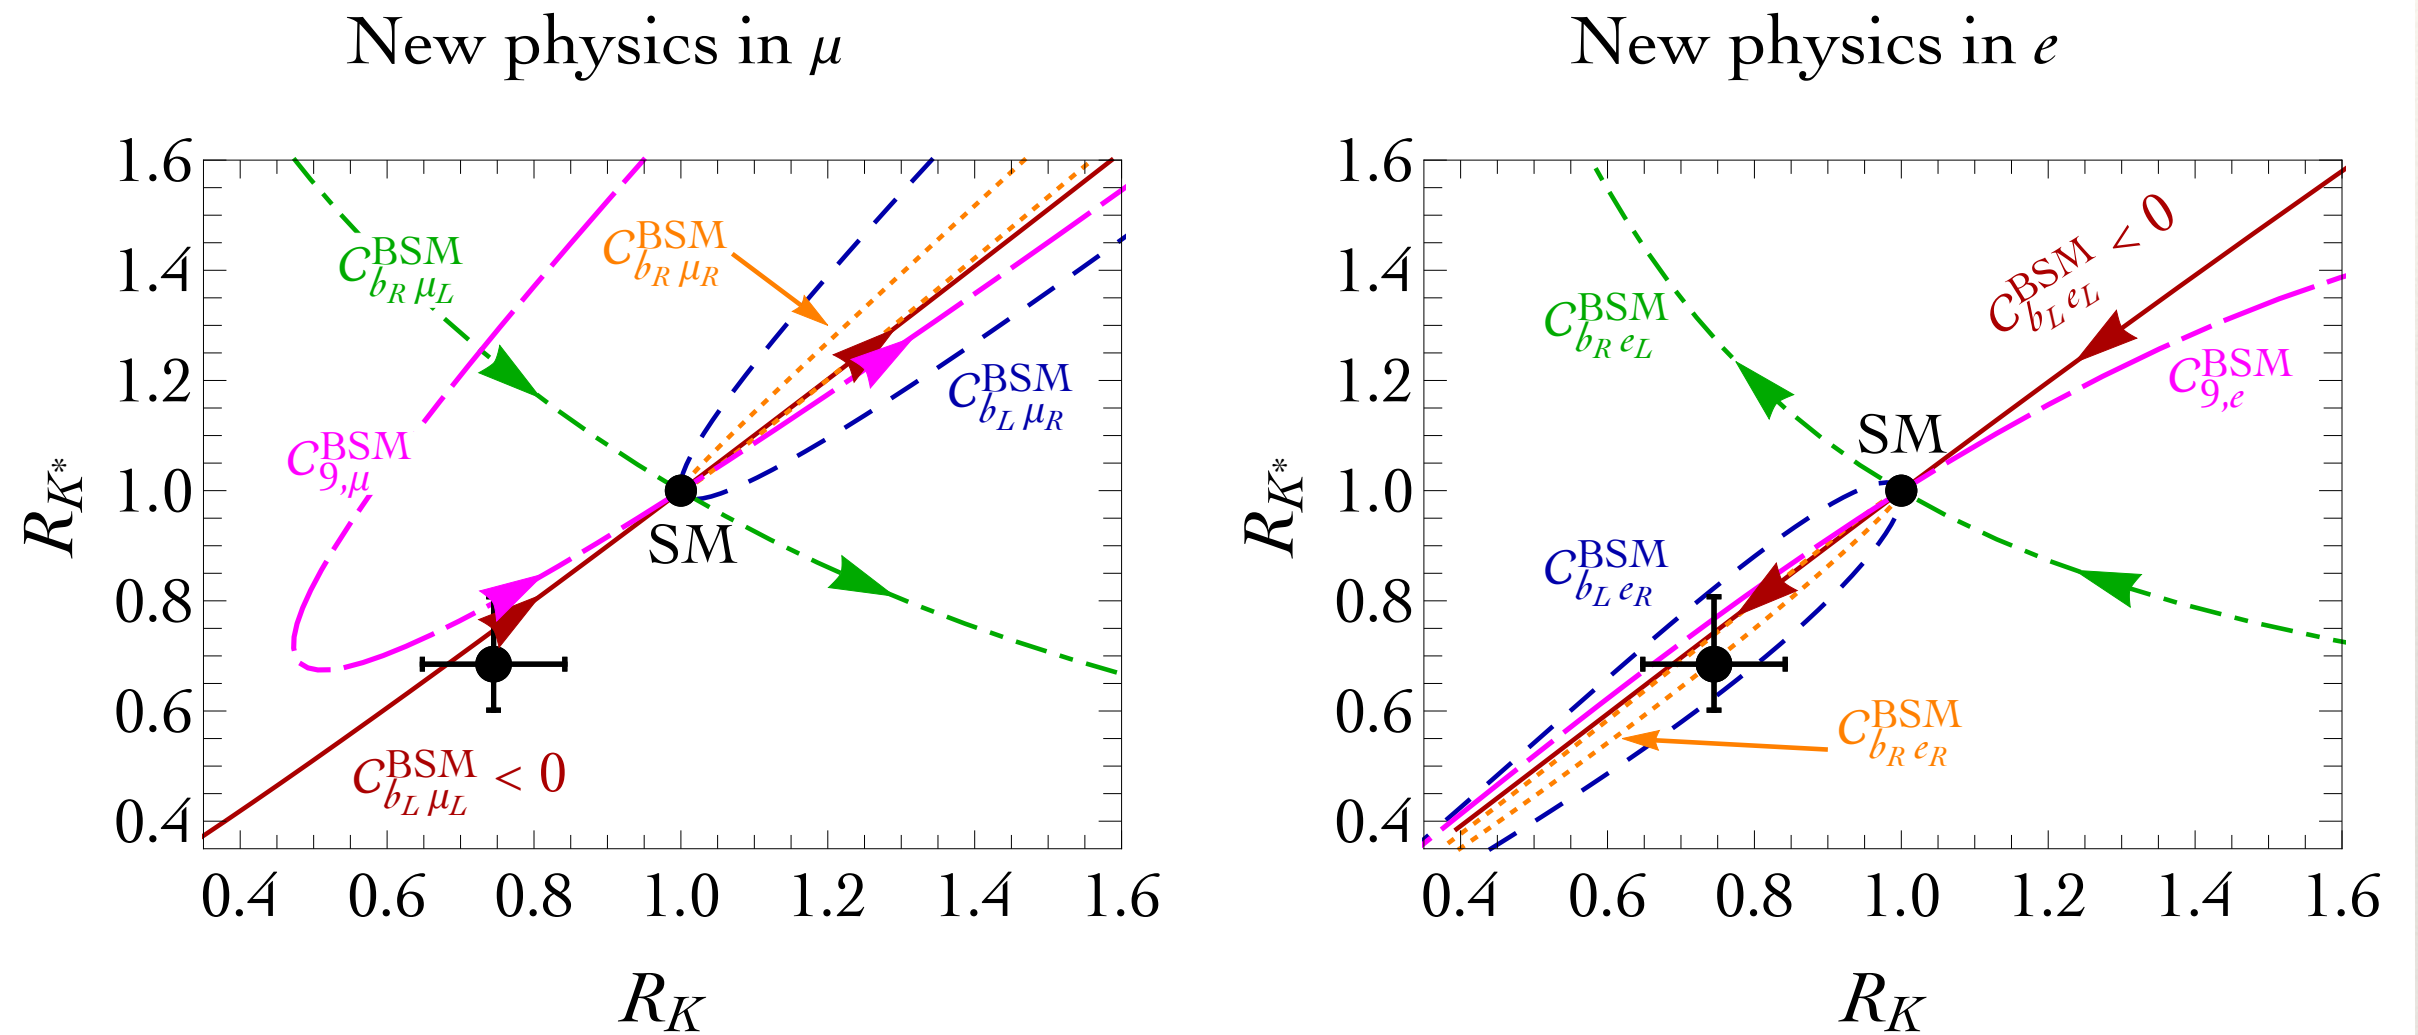 New physics in μ
1.6
1.4
1.2
1.0
0.8
0.6
0.4
R_{K*}
C^{BSM}_{b_R μ_L}
C^{BSM}_{b_R μ_R}
C^{BSM}_{b_L μ_R}
C^{BSM}_{9,μ}
SM
C^{BSM}_{b_L μ_L} < 0
0.4 0.6 0.8 1.0 1.2 1.4 1.6
R_K
New physics in e
1.6
1.4
1.2
1.0
0.8
0.6
0.4
R_{K*}
C^{BSM}_{b_L e_L} < 0
C^{BSM}_{b_R e_L}
C^{BSM}_{9,e}
SM
C^{BSM}_{b_L e_R}
C^{BSM}_{b_R e_R}
0.4 0.6 0.8 1.0 1.2 1.4 1.6
R_K